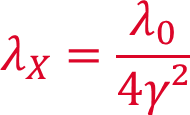 λ_X = λ_0 / 4γ^2